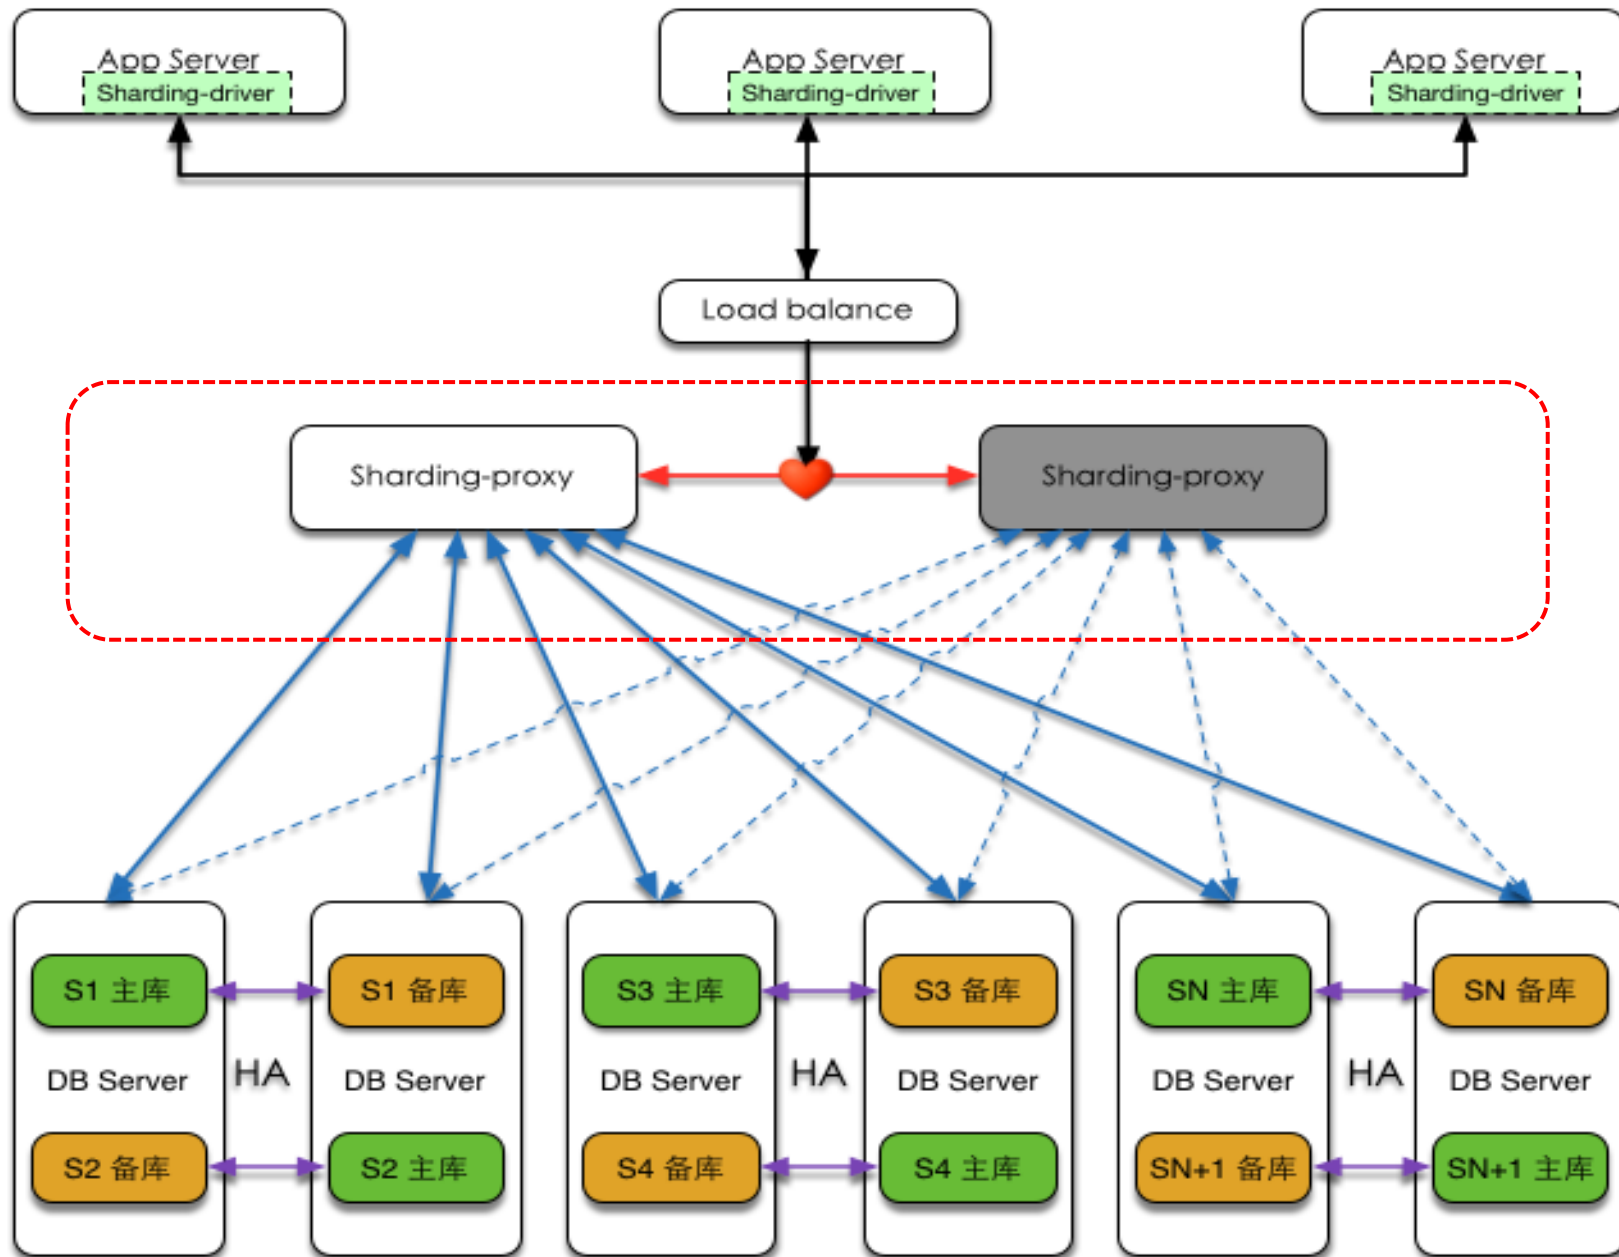 App Server
Sharding-driver
App Server
Sharding-driver
App Server
Sharding-driver
Load balance
Sharding-proxy
Sharding-proxy
S1 主库
DB Server
S2 备库
HA
S1 备库
DB Server
S2 主库
S3 主库
DB Server
S4 备库
HA
S3 备库
DB Server
S4 主库
SN 主库
DB Server
SN+1 备库
HA
SN 备库
DB Server
SN+1 主库